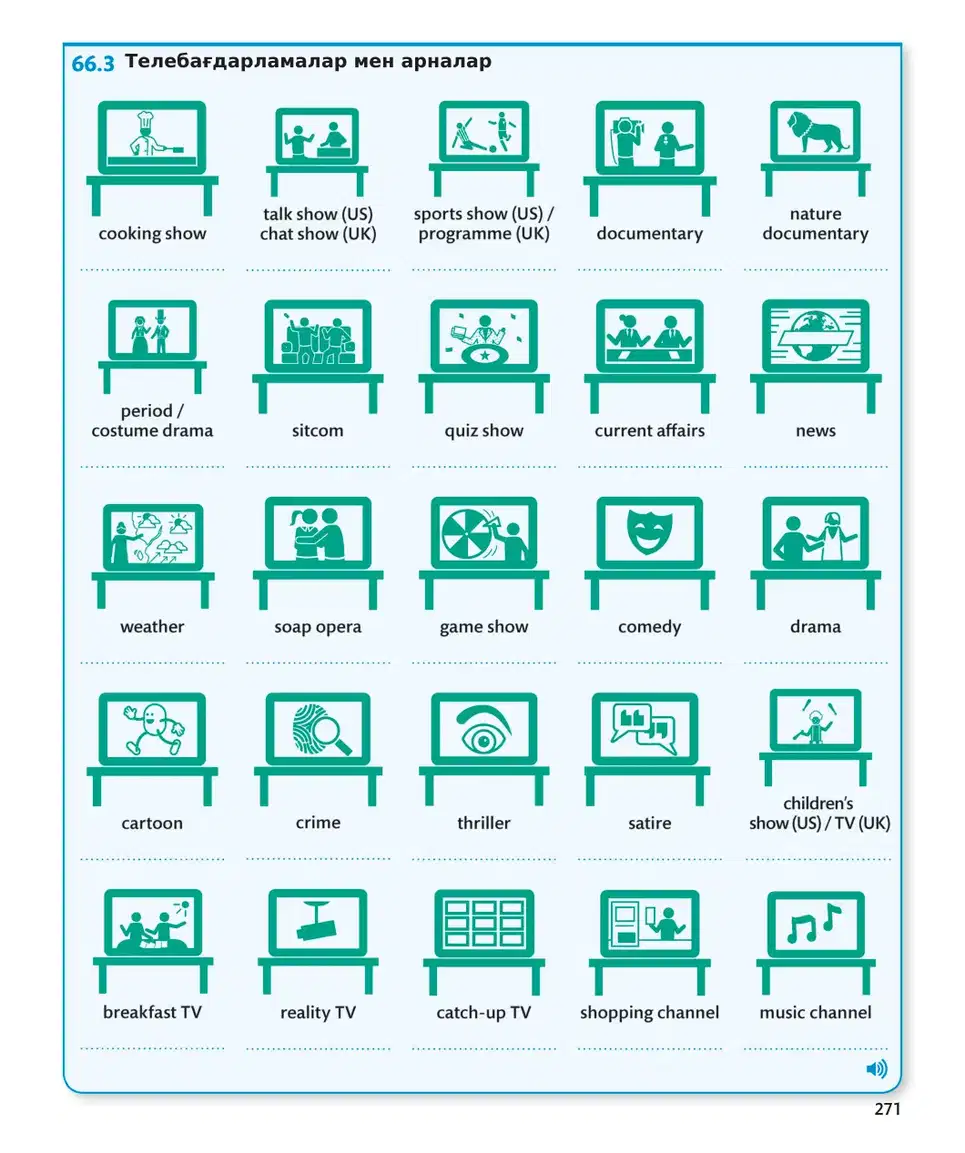 66.3 Телебағдарламалар мен арналар
cooking show
talk show (US)
chat show (UK)
sports show (US) /
programme (UK)
documentary
nature
documentary
period /
costume drama
sitcom
quiz show
current affairs
news
weather
soap opera
game show
comedy
drama
cartoon
crime
thriller
satire
children's
show (US) / TV (UK)
breakfast TV
reality TV
catch-up TV
shopping channel
music channel
271